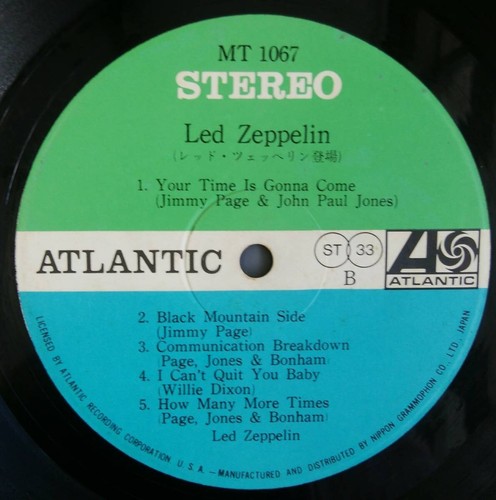 MT 1067
STEREO
Led Zeppelin
(レッド・ツェッペリン登場)
1. Your Time Is Gonna Come
(Jimmy Page & John Paul Jones)
ATLANTIC
ST 33
B
ATLANTIC
2. Black Mountain Side
(Jimmy Page)
3. Communication Breakdown
(Page, Jones & Bonham)
4. I Can't Quit You Baby
(Willie Dixon)
5. How Many More Times
(Page, Jones & Bonham)
Led Zeppelin
LICENSED BY ATLANTIC RECORDING CORPORATION U.S.A.—MANUFACTURED AND DISTRIBUTED BY NIPPON GRAMMOPHON CO., LTD., JAPAN